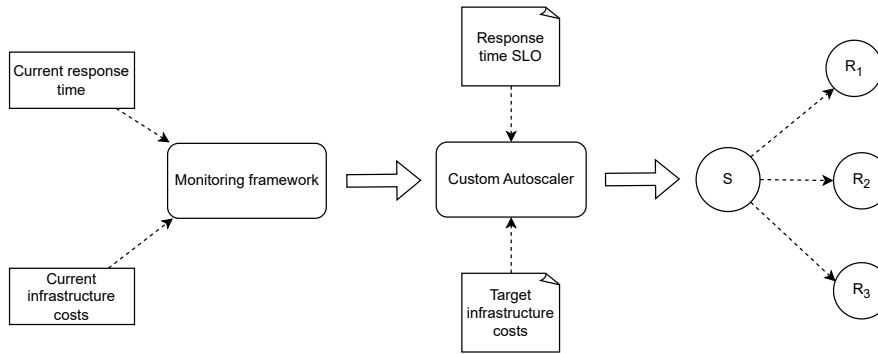 Current response
time
Current
infrastructure
costs
Monitoring framework
Response
time SLO
Custom Autoscaler
Target
infrastructure
costs
S
R1
R2
R3